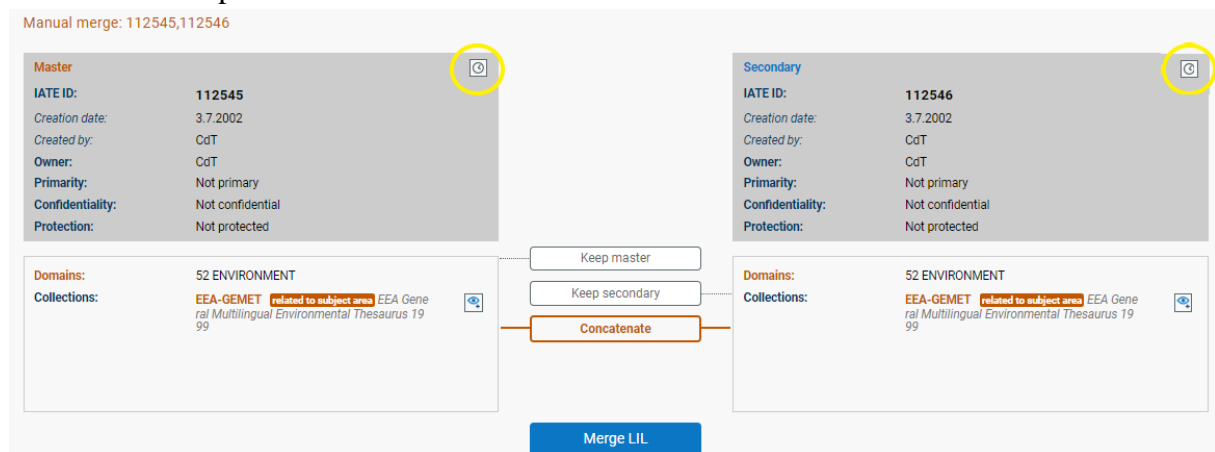 Manual merge: 112545,112546
Master
IATE ID: 112545
Creation date: 3.7.2002
Created by: CdT
Owner: CdT
Primarity: Not primary
Confidentiality: Not confidential
Protection: Not protected
Domains: 52 ENVIRONMENT
Collections: EEA-GEMET related to subject area EEA Gene
ral Multilingual Environmental Thesaurus 19
99
Keep master
Keep secondary
Concatenate
Merge LIL
Secondary
IATE ID: 112546
Creation date: 3.7.2002
Created by: CdT
Owner: CdT
Primarity: Not primary
Confidentiality: Not confidential
Protection: Not protected
Domains: 52 ENVIRONMENT
Collections: EEA-GEMET related to subject area EEA Gene
ral Multilingual Environmental Thesaurus 19
99